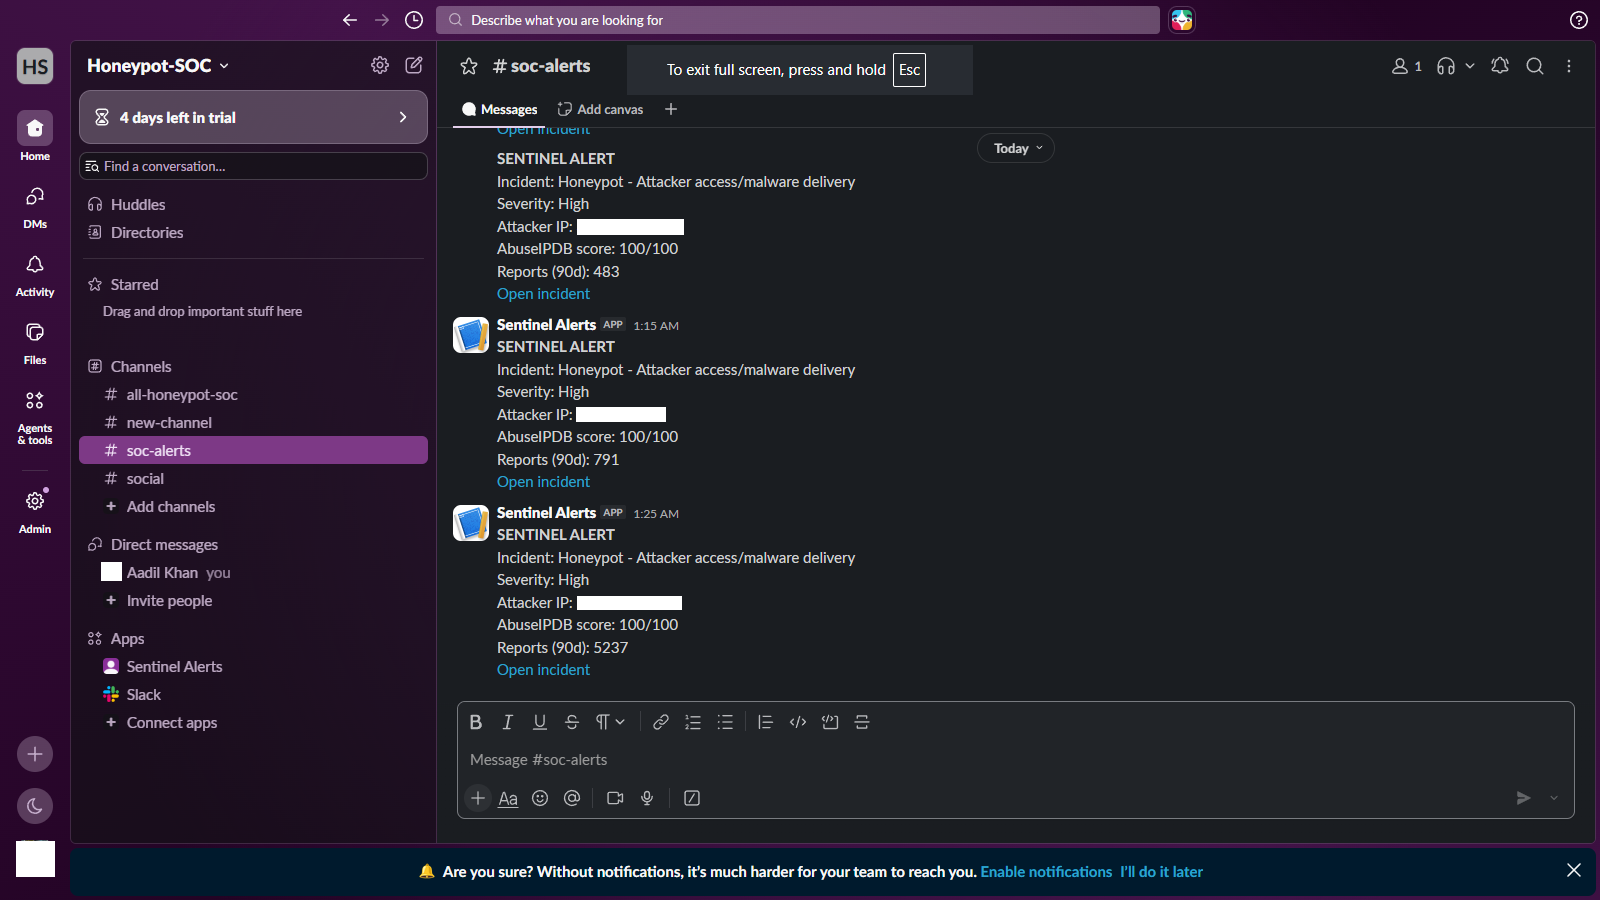 Describe what you are looking for
HS
Home
DMs
Activity
Files
Agents
& tools
Admin
Honeypot-SOC
4 days left in trial
Find a conversation...
Huddles
Directories
Starred
Drag and drop important stuff here
Channels
# all-honeypot-soc
# new-channel
# soc-alerts
# social
+ Add channels
Direct messages
Aadil Khan you
+ Invite people
Apps
Sentinel Alerts
Slack
+ Connect apps
# soc-alerts
To exit full screen, press and hold Esc
1
Messages
Add canvas
Open incident
Today
SENTINEL ALERT
Incident: Honeypot - Attacker access/malware delivery
Severity: High
Attacker IP:
AbuseIPDB score: 100/100
Reports (90d): 483
Open incident
Sentinel Alerts APP 1:15 AM
SENTINEL ALERT
Incident: Honeypot - Attacker access/malware delivery
Severity: High
Attacker IP:
AbuseIPDB score: 100/100
Reports (90d): 791
Open incident
Sentinel Alerts APP 1:25 AM
SENTINEL ALERT
Incident: Honeypot - Attacker access/malware delivery
Severity: High
Attacker IP:
AbuseIPDB score: 100/100
Reports (90d): 5237
Open incident
Message #soc-alerts
Aa
Are you sure? Without notifications, it's much harder for your team to reach you. Enable notifications I'll do it later